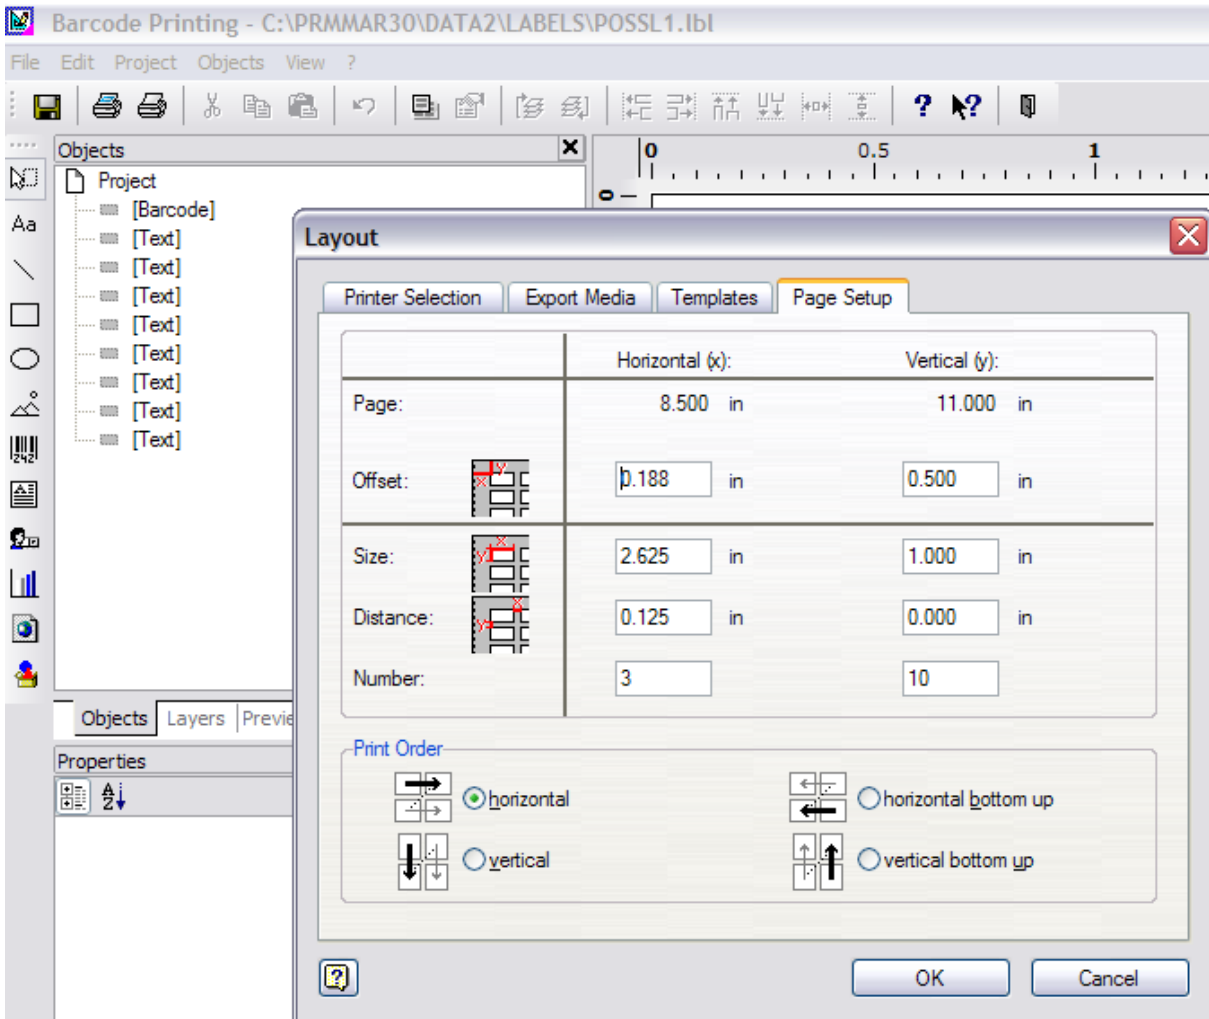 Barcode Printing - C:\PRMMAR30\DATA2\LABELS\POSSL1.lbl
File Edit Project Objects View ?
Objects
0 0.5 1
Project
0
[Barcode]
Aa
[Text]
Layout
[Text]
[Text]
Printer Selection Export Media Templates Page Setup
[Text]
[Text]
Horizontal (x): Vertical (y):
[Text]
Page: 8.500 in 11.000 in
[Text]
[Text]
242
Offset: x y 0.188 in 0.500 in
Size: x y 2.625 in 1.000 in
Distance: x y 0.125 in 0.000 in
Number: 3 10
Objects Layers Previe
Print Order
Properties
A Z
horizontal horizontal bottom up
vertical vertical bottom up
? OK Cancel